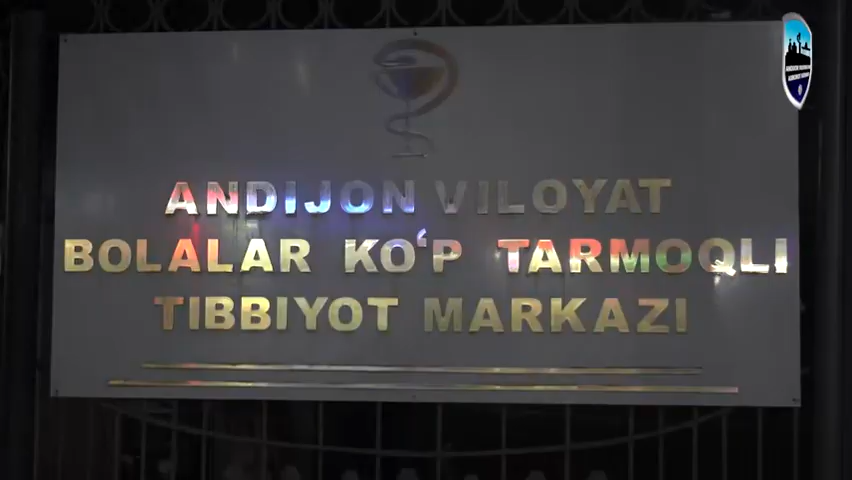 ANDIJON VILOYAT
BOLALAR KO‘P TARMOQLI
TIBBIYOT MARKAZI